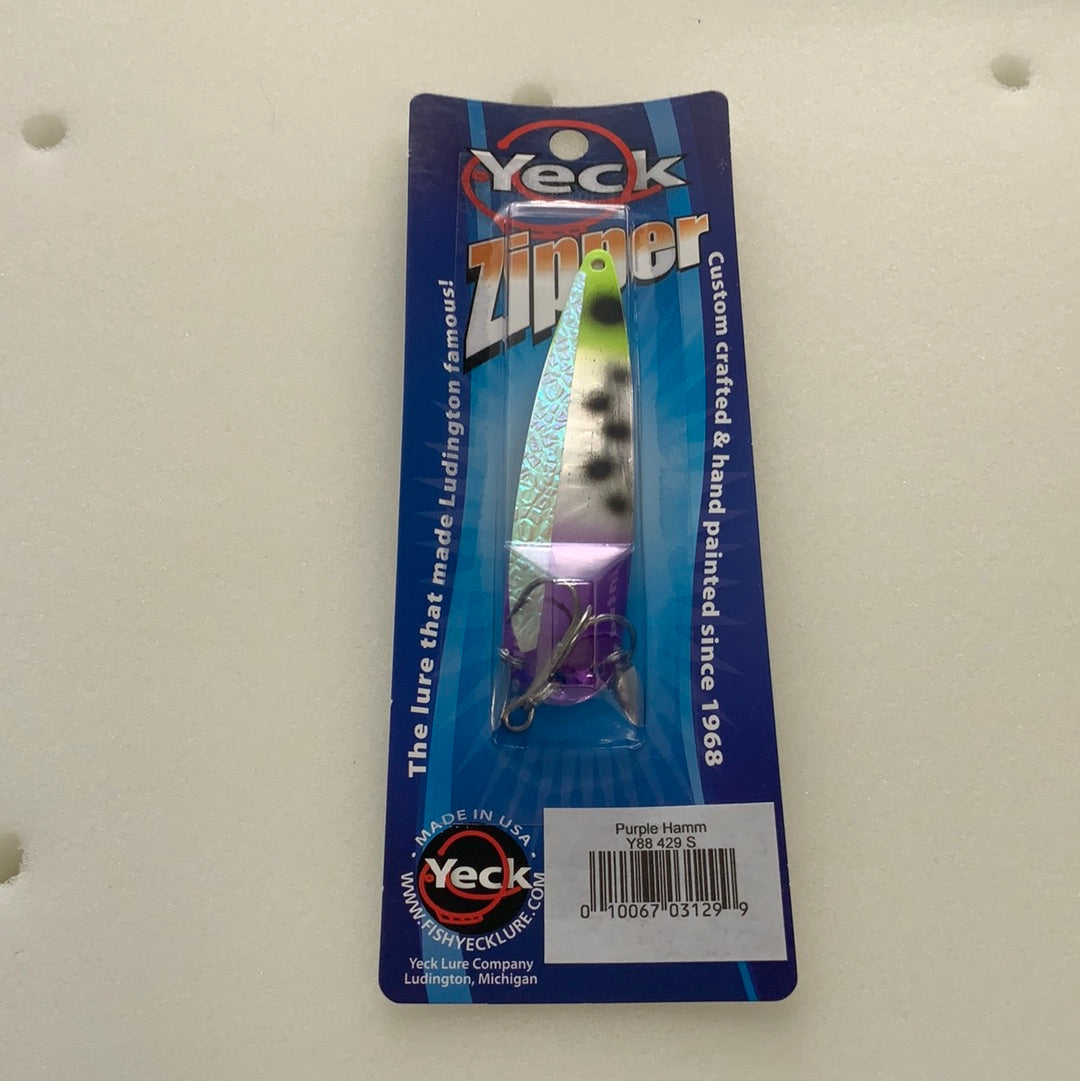 Yeck
Zipper
The lure that made Ludington famous!
Custom crafted & hand painted since 1968
• MADE IN USA •
Yeck
WWW.FISHYECKLURE.COM
Yeck Lure Company
Ludington, Michigan
Purple Hamm
Y88 429 S
0 10067 03129 9